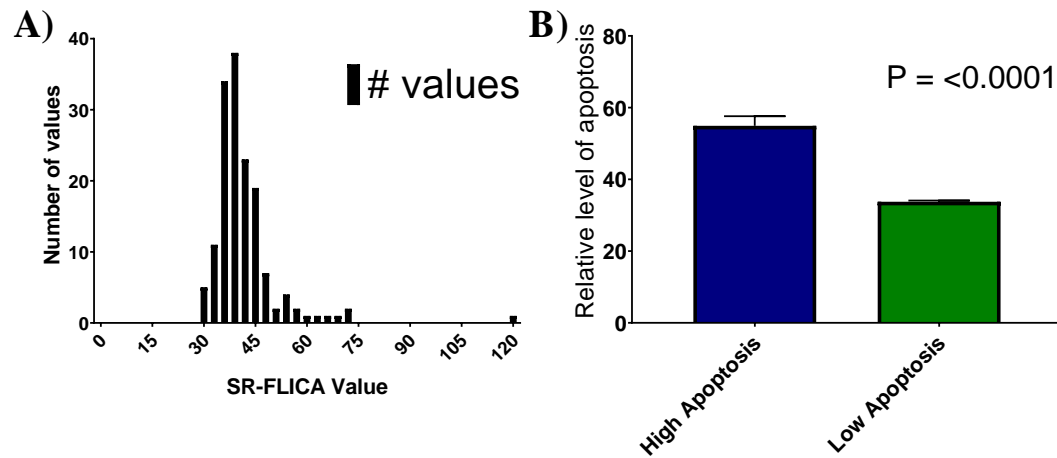 A)
40
30
20
10
0
Number of values
# values
0
15
30
45
60
75
90
105
120
SR-FLICA Value
B)
80
60
40
20
0
Relative level of apoptosis
P = <0.0001
High Apoptosis
Low Apoptosis